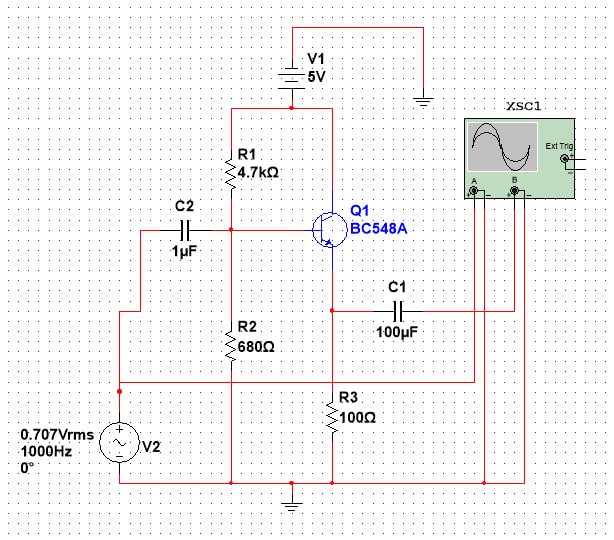 V1
5V
XSC1
Ext Trig
+
−
A
B
+ − + −
R1
4.7kΩ
Q1
BC548A
C2
1µF
C1
100µF
R2
680Ω
R3
100Ω
0.707Vrms
1000Hz
0°
+
−
V2